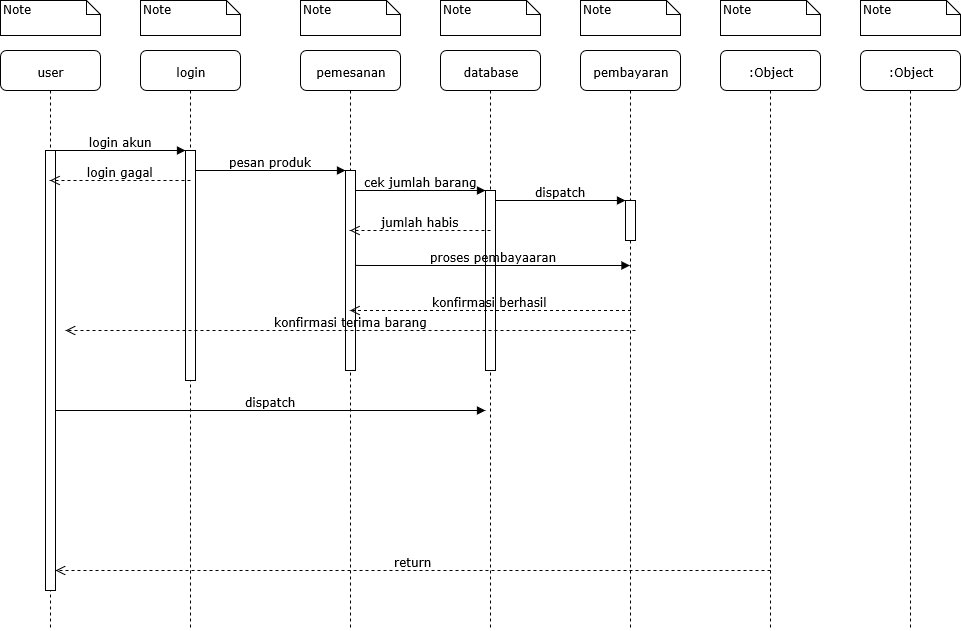 Note
Note
Note
Note
Note
Note
Note
user
login
pemesanan
database
pembayaran
:Object
:Object
login akun
pesan produk
login gagal
cek jumlah barang
dispatch
jumlah habis
proses pembayaaran
konfirmasi berhasil
konfirmasi terima barang
dispatch
return